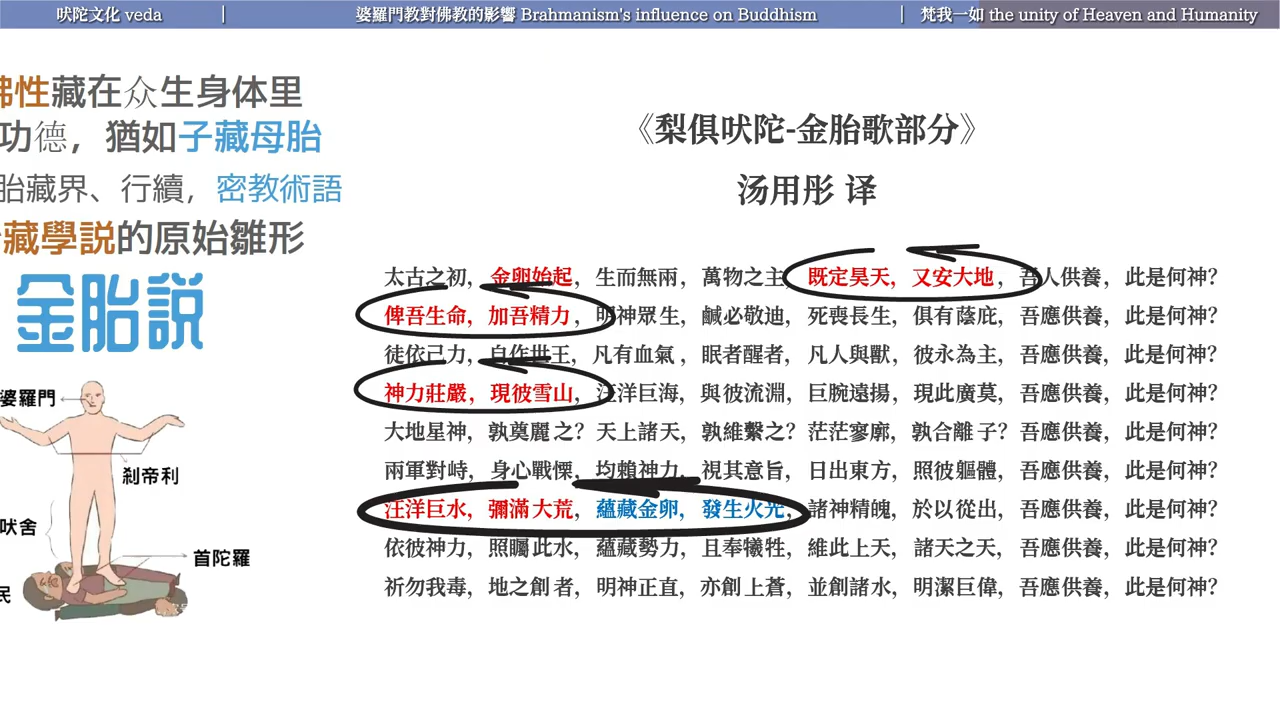 吠陀文化 veda | 婆羅門教對佛教的影響 Brahmanism's influence on Buddhism | 梵我一如 the unity of Heaven and Humanity
佛性藏在众生身体里
功德，猶如子藏母胎
胎藏界、行續，密教術語
藏學説的原始雛形
金胎説
婆羅門
刹帝利
吠舍
首陀羅
民
《梨俱吠陀-金胎歌部分》
汤用彤 译
太古之初，金卵始起，生而無兩，萬物之主，既定昊天，又安大地，吾人供養，此是何神？
俾吾生命，加吾精力，明神眾生，鹹必敬迪，死喪長生，俱有蔭庇，吾應供養，此是何神？
徒依己力，自作世王，凡有血氣，眠者醒者，凡人與獸，彼永為主，吾應供養，此是何神？
神力莊嚴，現彼雪山，汪洋巨海，與彼流淵，巨腕遠揚，現此廣莫，吾應供養，此是何神？
大地星神，孰奠麗之？天上諸天，孰維繫之？茫茫寥廓，孰合離子？吾應供養，此是何神？
兩軍對峙，身心戰慄，均賴神力，視其意旨，日出東方，照彼軀體，吾應供養，此是何神？
汪洋巨水，彌滿大荒，蘊藏金卵，發生火光，諸神精魄，於以從出，吾應供養，此是何神？
依彼神力，照矚此水，蘊藏勢力，且奉犧牲，維此上天，諸天之天，吾應供養，此是何神？
祈勿我毒，地之創者，明神正直，亦創上蒼，並創諸水，明潔巨偉，吾應供養，此是何神？